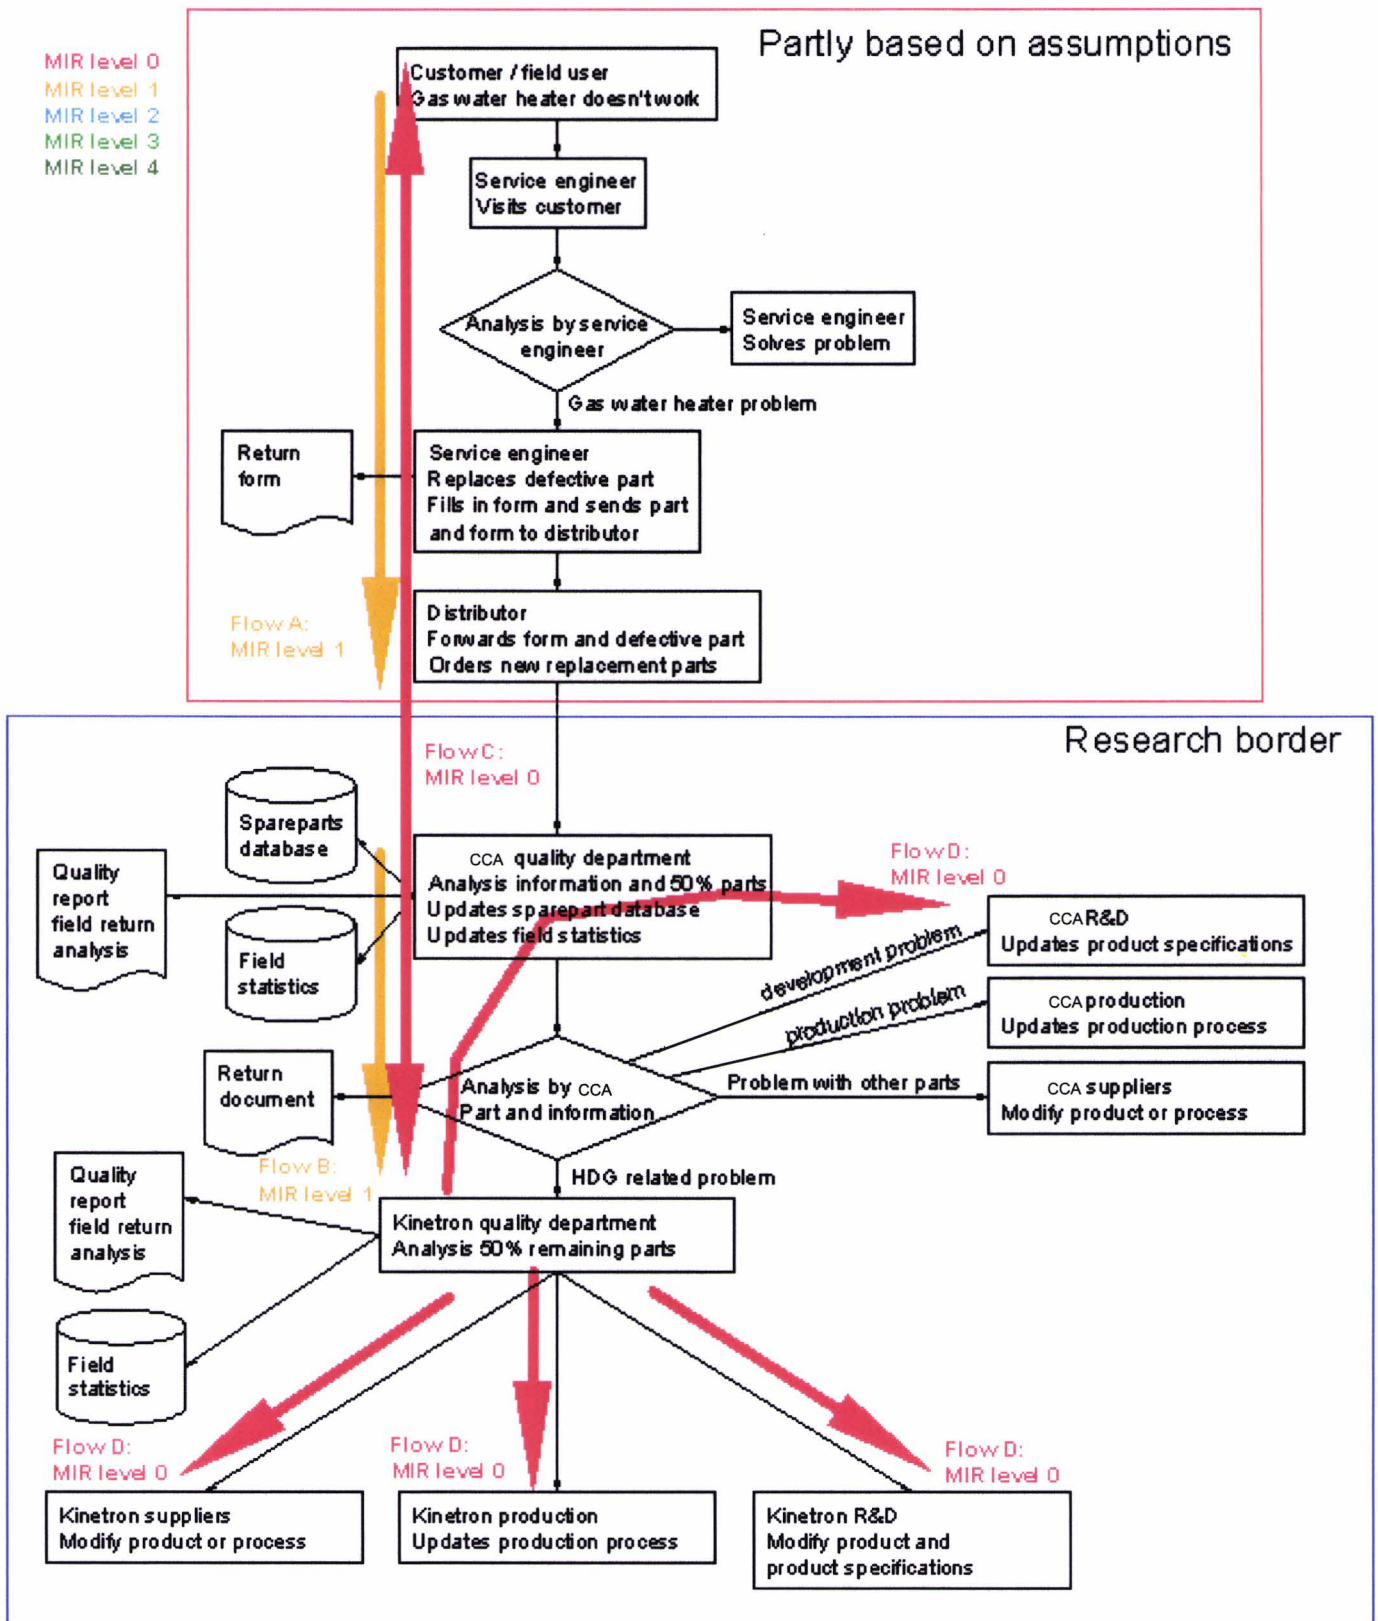 Partly based on assumptions
MIR level 0
MIR level 1
MIR level 2
MIR level 3
MIR level 4
Customer / field user
Gas water heater doesn't work
Service engineer
Visits customer
Analysis by service
engineer
Service engineer
Solves problem
Gas water heater problem
Return
form
Service engineer
Replaces defective part
Fills in form and sends part
and form to distributor
Flow A:
MIR level 1
Distributor
Forwards form and defective part
Orders new replacement parts
Research border
Flow C:
MIR level 0
Spareparts
database
Quality
report
field return
analysis
Field
statistics
CCA quality department
Analysis information and 50% parts
Updates sparepart database
Updates field statistics
Flow D:
MIR level 0
development problem
CCA R&D
Updates product specifications
production problem
CCA production
Updates production process
Return
document
Analysis by CCA
Part and information
Problem with other parts
CCA suppliers
Modify product or process
Flow B:
MIR level 1
HDG related problem
Quality
report
field return
analysis
Kinetron quality department
Analysis 50% remaining parts
Field
statistics
Flow D:
MIR level 0
Flow D:
MIR level 0
Flow D:
MIR level 0
Kinetron suppliers
Modify product or process
Kinetron production
Updates production process
Kinetron R&D
Modify product and
product specifications